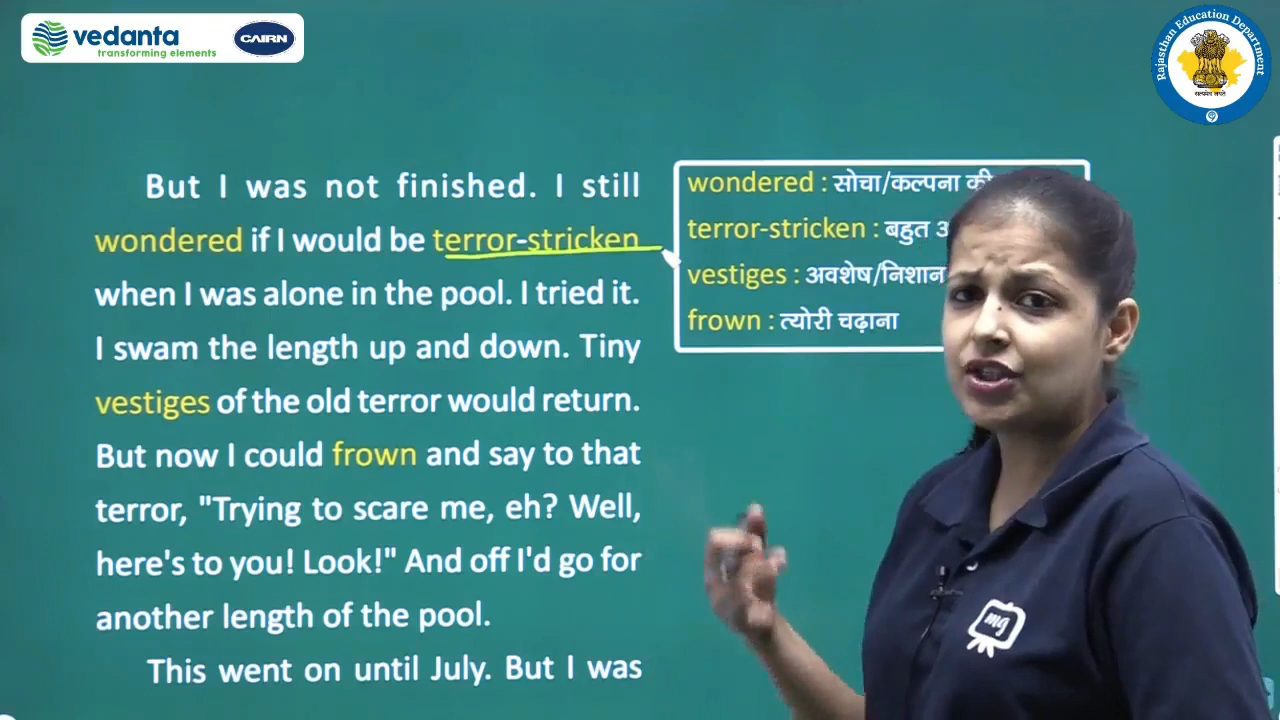 vedanta
transforming elements
CAIRN
Rajasthan Education Department
सत्यमेव जयते
But I was not finished. I still
wondered if I would be terror-stricken
when I was alone in the pool. I tried it.
I swam the length up and down. Tiny
vestiges of the old terror would return.
But now I could frown and say to that
terror, "Trying to scare me, eh? Well,
here's to you! Look!" And off I'd go for
another length of the pool.
This went on until July. But I was
wondered : सोचा/कल्पना की
terror-stricken : बहुत
vestiges : अवशेष/निशान
frown : त्योरी चढ़ाना
mg